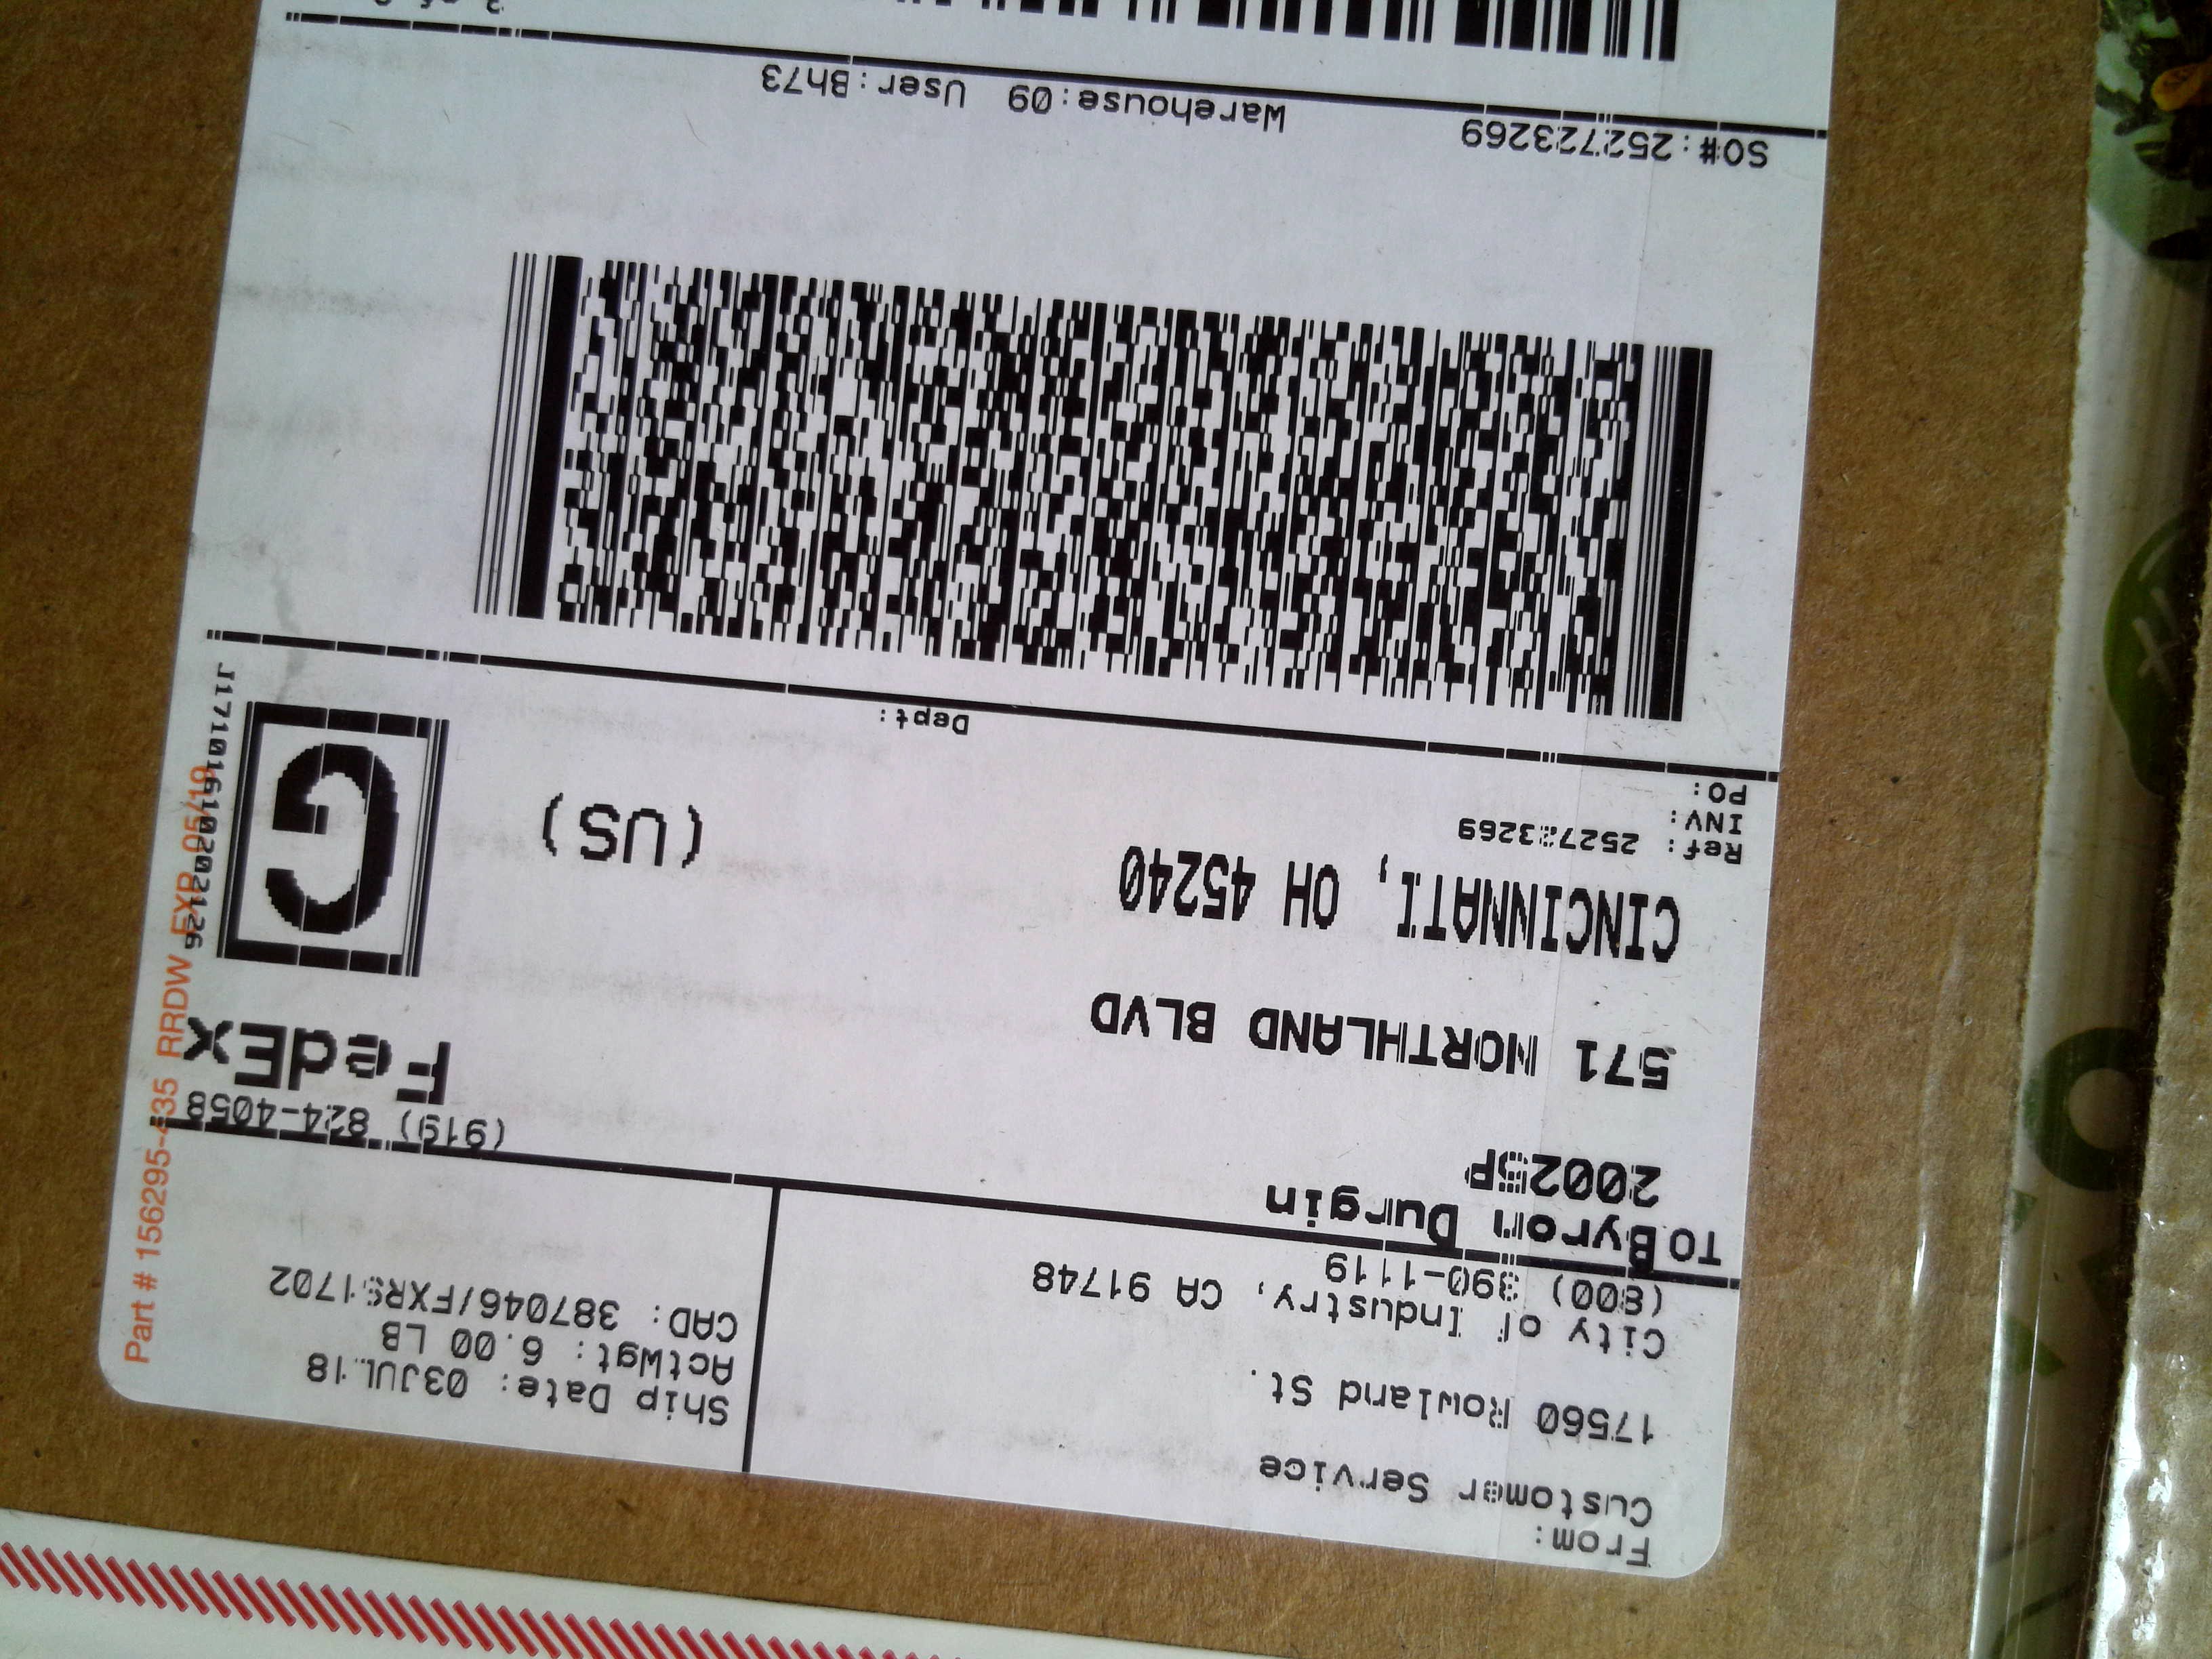 From:
Customer Service
17560 Rowland St.
City of Industry, CA 91748
(800) 390-1119
Ship Date: 03JUL18
ActWgt: 6.00 LB
CAD: 387046/FXRS1702
TO Byron Durgin
20025P
(919) 824-4058
571 NORTHLAND BLVD
FedEx
CINCINNATI, OH 45240
(US)
G
Ref: 252723269
INV:
PO:
Dept:
J17101610202126
Part # 156295-435 RRDW EXP 05/19
SO#:252723269 Warehouse:09 User:Bh73